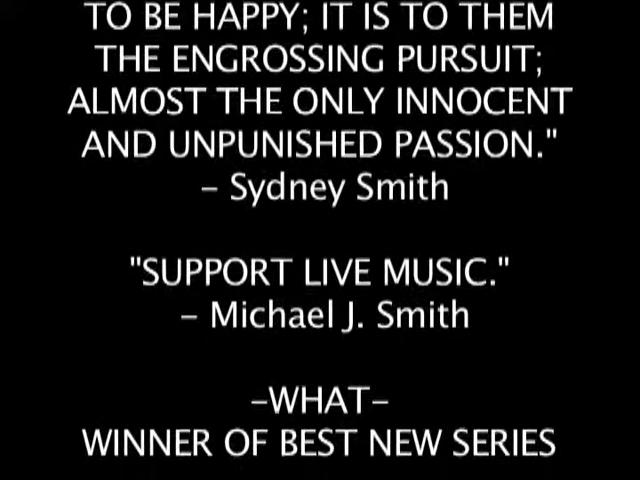 TO BE HAPPY; IT IS TO THEM
THE ENGROSSING PURSUIT;
ALMOST THE ONLY INNOCENT
AND UNPUNISHED PASSION."
– Sydney Smith
"SUPPORT LIVE MUSIC."
– Michael J. Smith
–WHAT–
WINNER OF BEST NEW SERIES